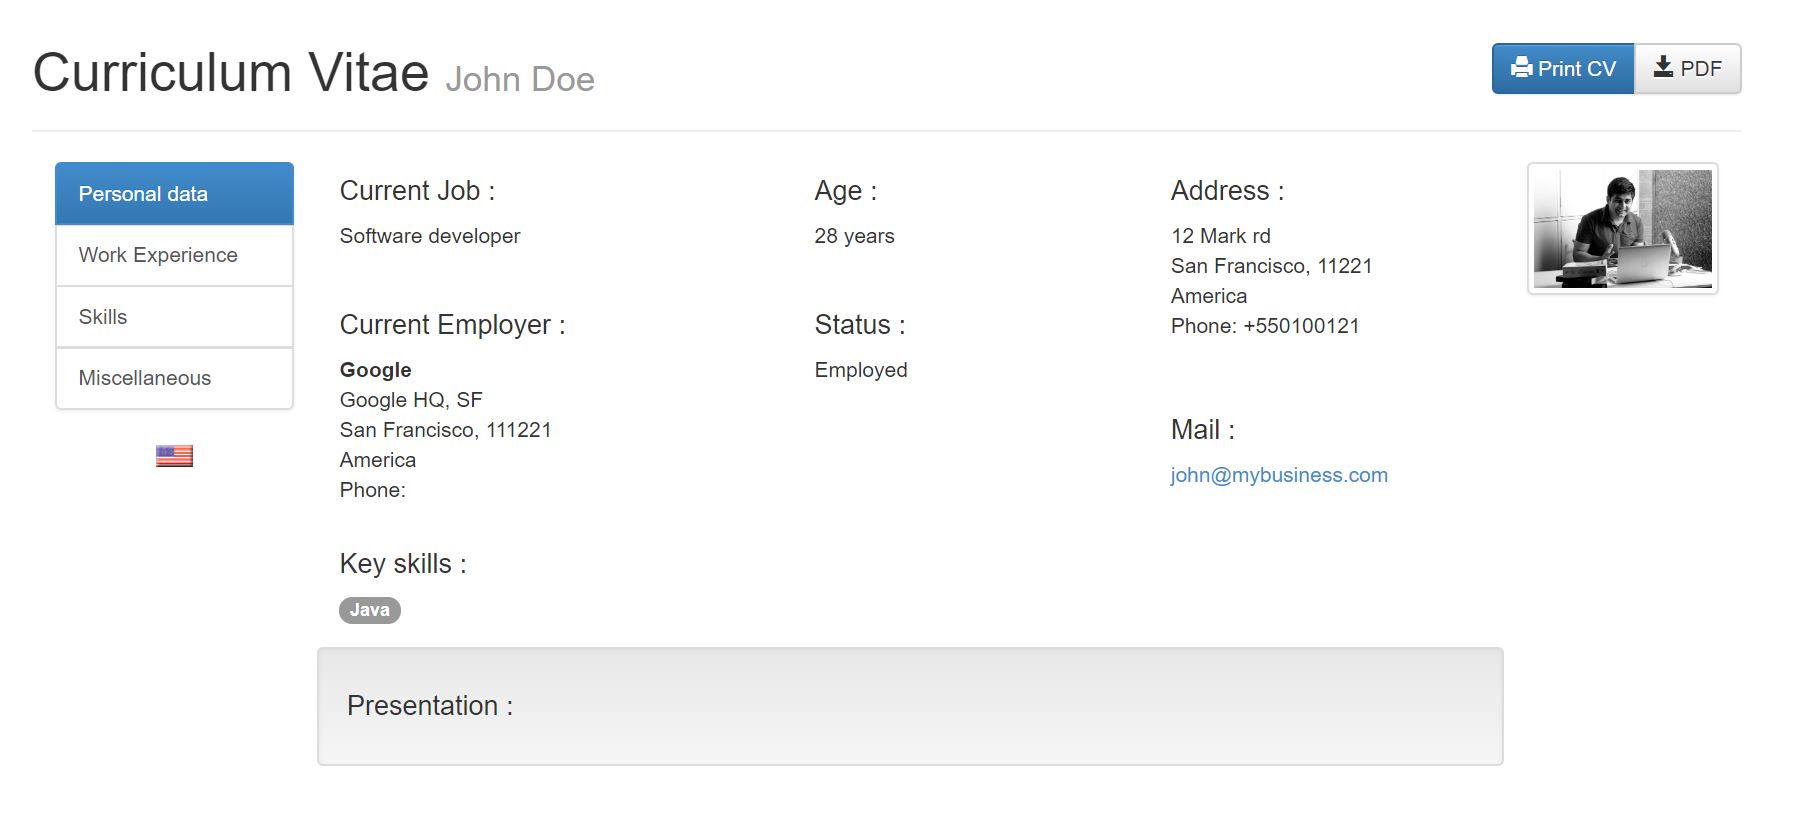 Curriculum Vitae John Doe
Print CV
PDF
Personal data
Work Experience
Skills
Miscellaneous
Current Job :
Software developer
Current Employer :
Google
Google HQ, SF
San Francisco, 111221
America
Phone:
Key skills :
Java
Age :
28 years
Status :
Employed
Address :
12 Mark rd
San Francisco, 11221
America
Phone: +550100121
Mail :
john@mybusiness.com
Presentation :